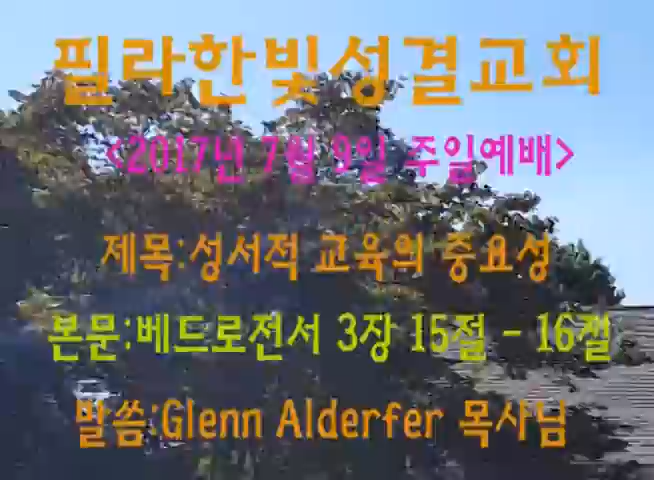 필라한빛성결교회
<2017년 7월 9일 주일예배>
제목:성서적 교육의 중요성
본문:베드로전서 3장 15절 - 16절
말씀:Glenn Alderfer 목사님